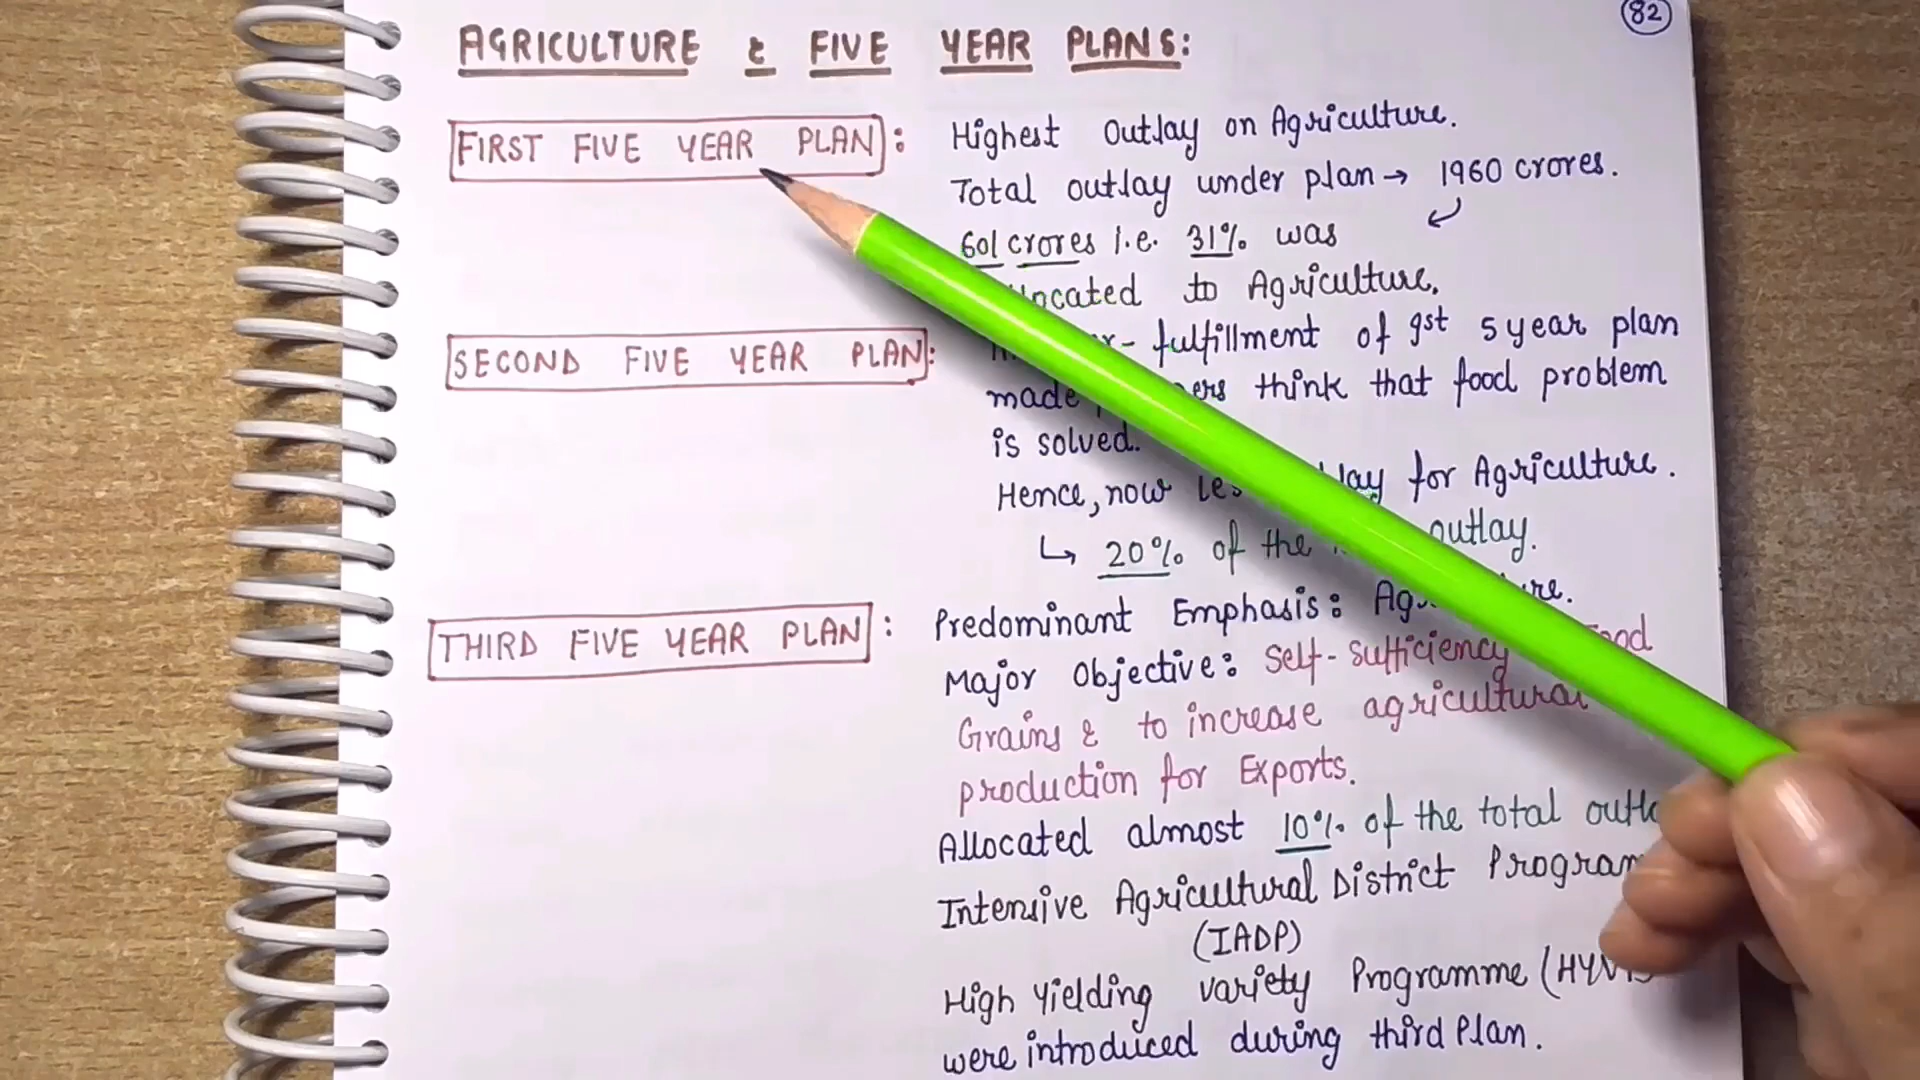 82
AGRICULTURE & FIVE YEAR PLANS:
FIRST FIVE YEAR PLAN: Highest Outlay on Agriculture.
Total outlay under plan → 1960 crores.
601 crores i.e. 31% was
to Agriculture.
SECOND FIVE YEAR PLAN: fulfillment of Ist 5 year plan
made think that food problem
is solved.
Hence, now for Agriculture.
↳ 20% of the outlay.
THIRD FIVE YEAR PLAN: Predominant Emphasis:
Major Objective: Self-sufficiency
Grains & to increase agricultural
production for Exports.
Allocated almost 10% of the total
Intensive Agricultural District
(IADP)
High Yielding variety Programme
were introduced during third Plan.